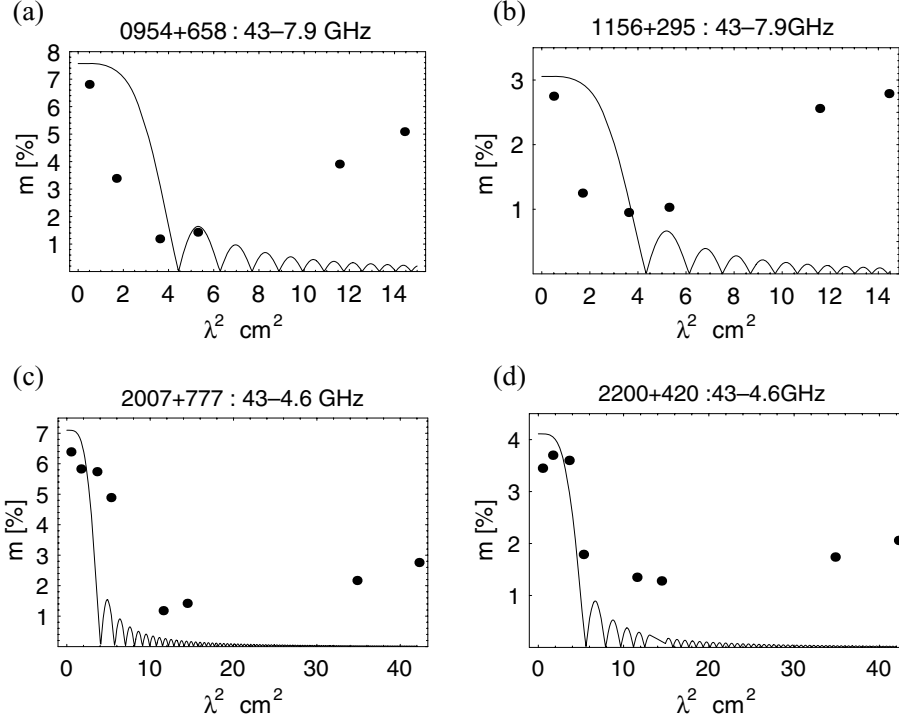 (a)
0954+658 : 43–7.9 GHz
8
7
6
5
4
3
2
1
m [%]
0 2 4 6 8 10 12 14
λ² cm²
(b)
1156+295 : 43–7.9GHz
3
2
1
m [%]
0 2 4 6 8 10 12 14
λ² cm²
(c)
2007+777 : 43–4.6 GHz
7
6
5
4
3
2
1
m [%]
0 10 20 30 40
λ² cm²
(d)
2200+420 :43–4.6GHz
4
3
2
1
m [%]
0 10 20 30 40
λ² cm²